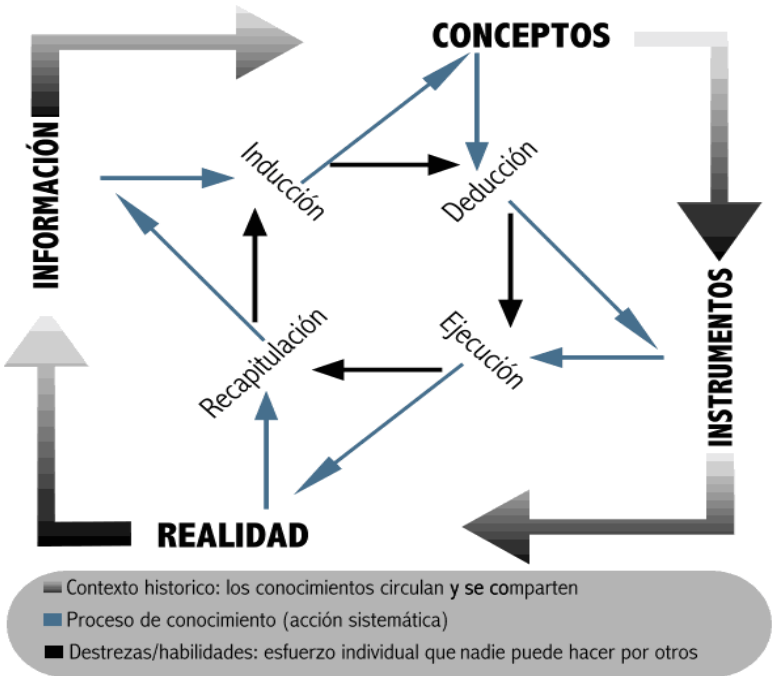 CONCEPTOS
INFORMACIÓN
Inducción
Deducción
INSTRUMENTOS
Recapitulación
Ejecución
REALIDAD
Contexto historico: los conocimientos circulan y se comparten
Proceso de conocimiento (acción sistemática)
Destrezas/habilidades: esfuerzo individual que nadie puede hacer por otros